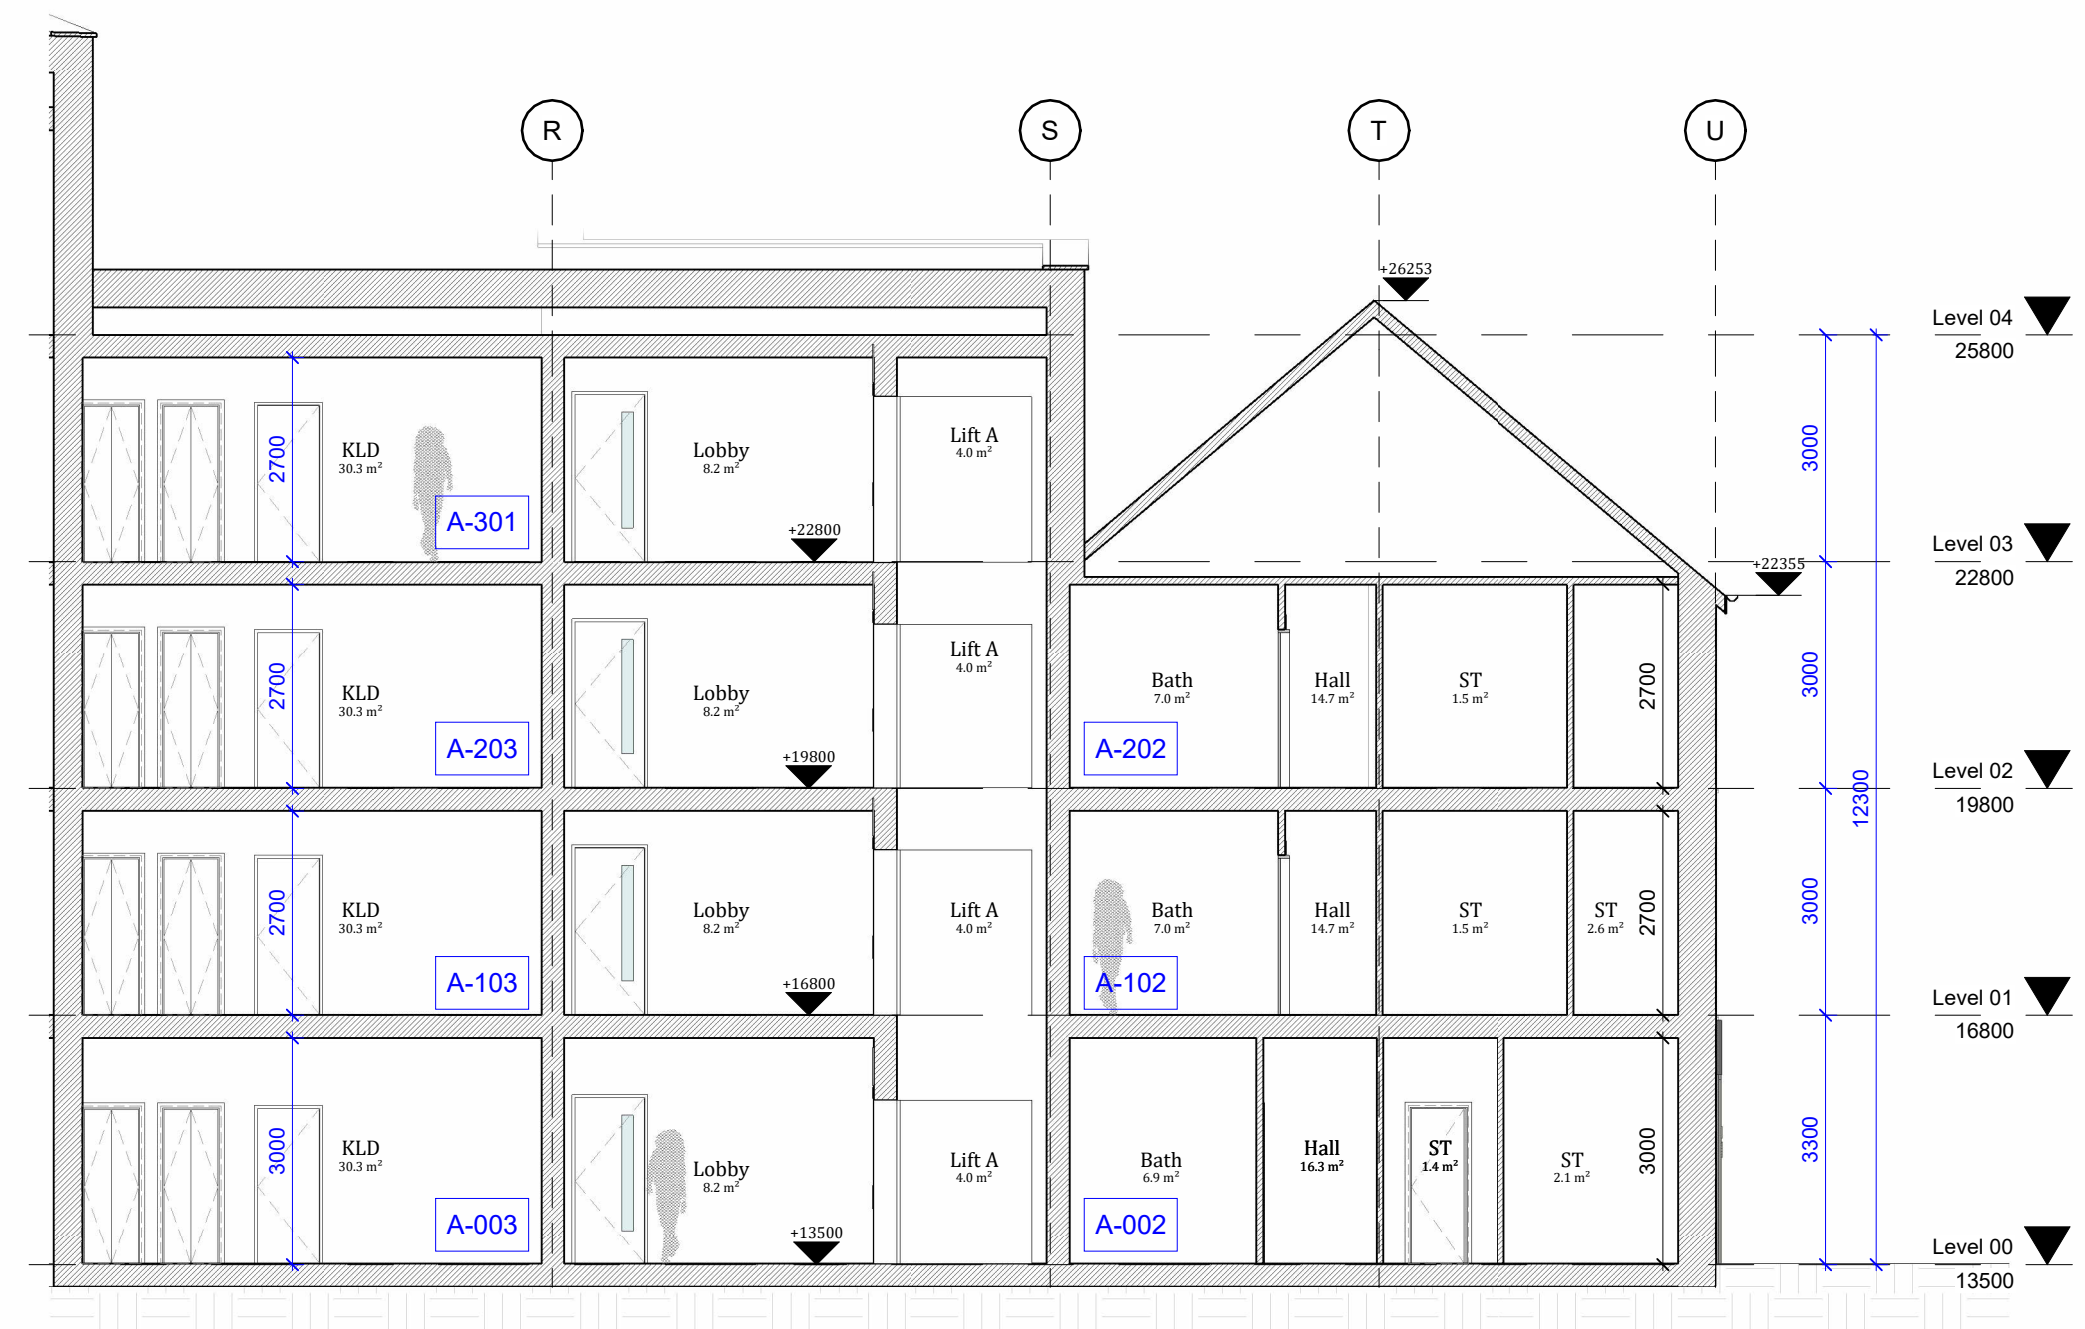 R
S
T
U
+26253
Level 04
25800
3000
2700
KLD
30.3 m²
A-301
Lobby
8.2 m²
+22800
Lift A
4.0 m²
Level 03
22800
+22355
2700
KLD
30.3 m²
A-203
Lobby
8.2 m²
+19800
Lift A
4.0 m²
Bath
7.0 m²
A-202
Hall
14.7 m²
ST
1.5 m²
2700
3000
Level 02
19800
12300
2700
KLD
30.3 m²
A-103
Lobby
8.2 m²
+16800
Lift A
4.0 m²
Bath
7.0 m²
A-102
Hall
14.7 m²
ST
1.5 m²
ST
2.6 m²
2700
3000
Level 01
16800
3000
KLD
30.3 m²
A-003
Lobby
8.2 m²
+13500
Lift A
4.0 m²
Bath
6.9 m²
A-002
Hall
16.3 m²
ST
1.4 m²
ST
2.1 m²
3000
3300
Level 00
13500